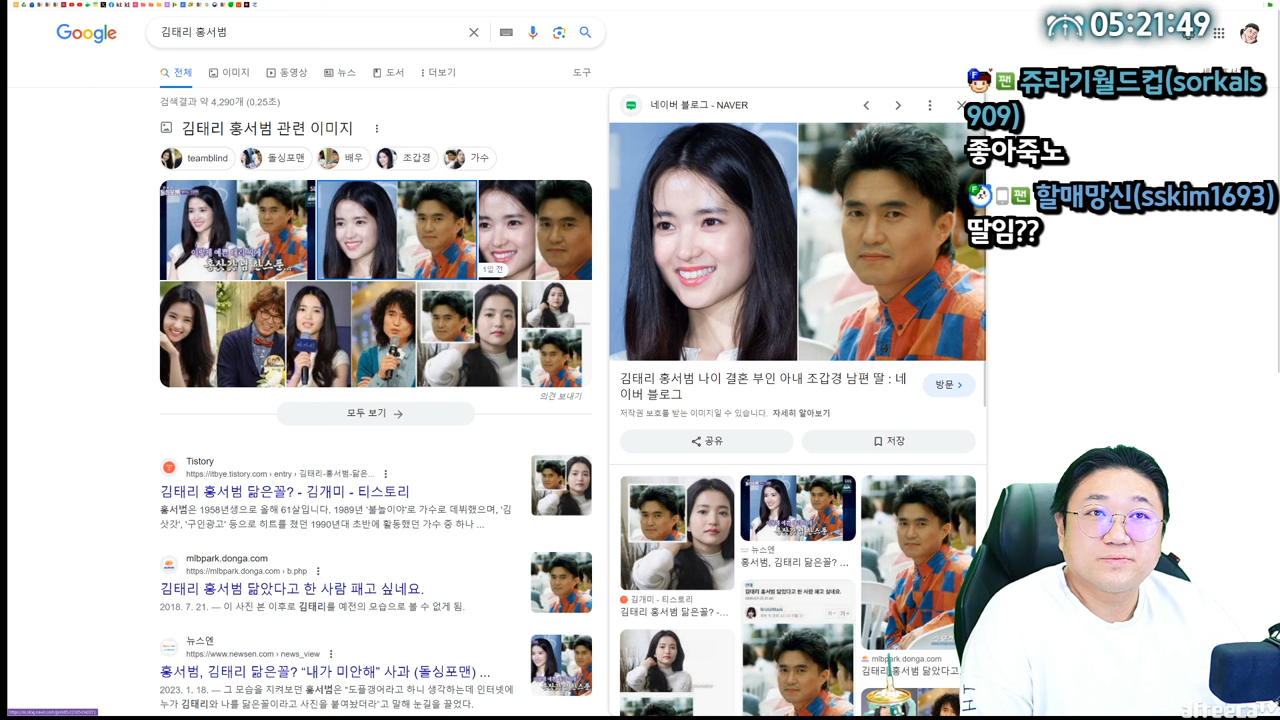 Google
김태리 홍서범
05:21:49
전체
이미지
동영상
뉴스
도서
더보기
도구
검색결과 약 4,290개 (0.25초)
김태리 홍서범 관련 이미지
teamblind
돌싱포맨
배우
조갑경
가수
1일 전
의견 보내기
모두 보기
Tistory
https://itbye.tistory.com › entry › 김태리-홍서범-닮은...
김태리 홍서범 닮은꼴? - 김개미 - 티스토리
홍서범은 1958년생으로 올해 61살입니다. 1989년 '불놀이야'로 가수로 데뷔했으며, '김
삿갓', '구인광고' 등으로 히트를 쳤던 1990년대 초반에 활동했던 가수 중 하나 ...
mlbpark.donga.com
https://mlbpark.donga.com › b.php
김태리 홍서범 닮았다고 한 사람 패고 싶네요.
2018. 7. 21. — 이 사진 본 이후로 김태리를 예전의 모습으로 볼 수 없게 됨.
뉴스엔
https://www.newsen.com › news_view
홍서범, 김태리 닮은꼴? “내가 미안해” 사과 (돌싱포맨) ...
2023. 1. 18. — 그 모습을 지켜보던 홍서범은 “도플갱어라고 하니 생각하는데 인터넷에
누가 김태리와 나를 닮은꼴이라고 사진을 붙여놨더라”고 말해 눈길을 끌었다.
네이버 블로그 - NAVER
김태리 홍서범 나이 결혼 부인 아내 조갑경 남편 딸 : 네
이버 블로그
방문
저작권 보호를 받는 이미지일 수 있습니다. 자세히 알아보기
공유
저장
김개미 - 티스토리
김태리 홍서범 닮은꼴? -...
뉴스엔
홍서범, 김태리 닮은꼴? ...
김태리 홍서범 닮았다고 한 사람 패고 싶네요.
mlbpark.donga.com
김태리 홍서범 닮았다고...
쥬라기월드컵(sorkals
909)
좋아죽노
할매망신(sskim1693)
딸임??
afreecaTV